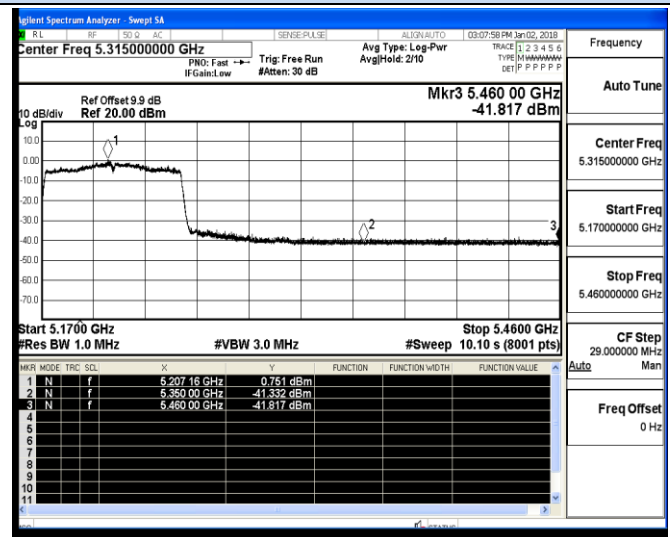 Agilent Spectrum Analyzer - Swept SA
RL RF 50 Ω AC SENSE:PULSE ALIGN AUTO 03:07:58 PM Jan 02, 2018
Center Freq 5.315000000 GHz
PNO: Fast Trig: Free Run
IFGain:Low #Atten: 30 dB
Avg Type: Log-Pwr
Avg|Hold: 2/10
TRACE 1 2 3 4 5 6
TYPE M
DET P P P P P P
Frequency
Mkr3 5.460 00 GHz
-41.817 dBm
Ref Offset 9.9 dB
10 dB/div Ref 20.00 dBm
Log
10.0
0.00
-10.0
-20.0
-30.0
-40.0
-50.0
-60.0
-70.0
1
2
3
Start 5.1700 GHz Stop 5.4600 GHz
#Res BW 1.0 MHz #VBW 3.0 MHz #Sweep 10.10 s (8001 pts)
MKR MODE TRC SCL X Y FUNCTION FUNCTION WIDTH FUNCTION VALUE
1 N f 5.207 16 GHz 0.751 dBm
2 N f 5.350 00 GHz -41.332 dBm
3 N f 5.460 00 GHz -41.817 dBm
4
5
6
7
8
9
10
11
Auto Tune
Center Freq
5.315000000 GHz
Start Freq
5.170000000 GHz
Stop Freq
5.460000000 GHz
CF Step
29.000000 MHz
Auto Man
Freq Offset
0 Hz